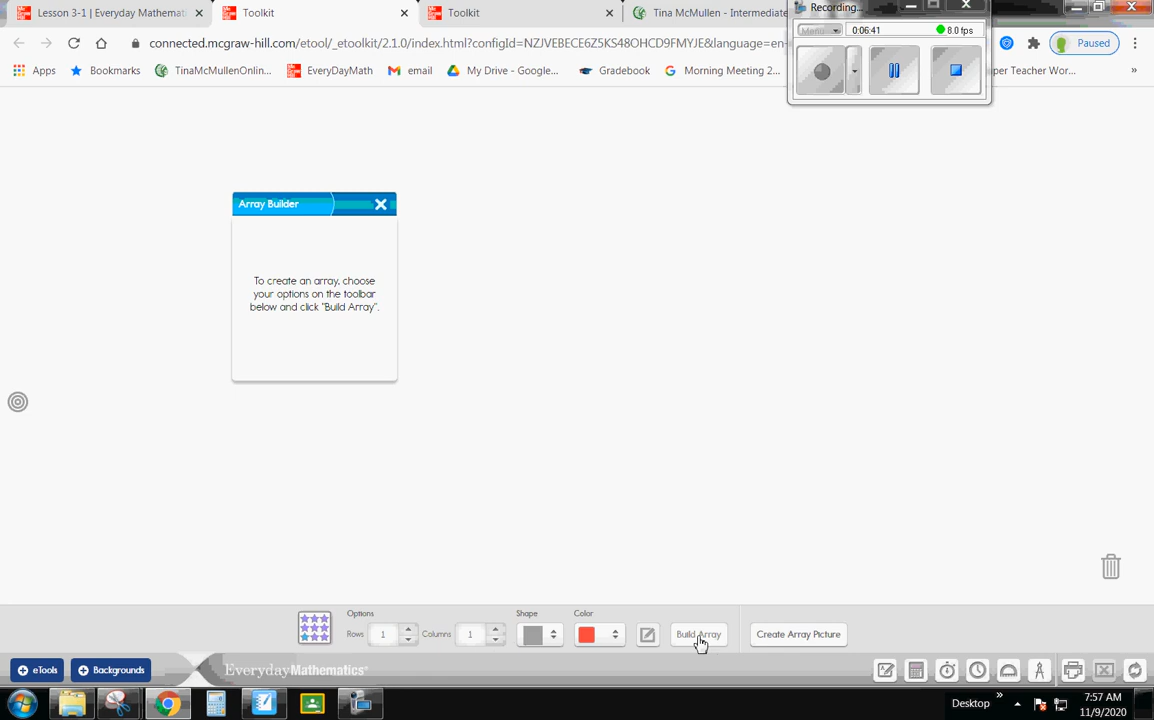 Lesson 3-1 | Everyday Mathemat
Toolkit
Toolkit
Tina McMullen - Intermediate
Recording...
Menu
0:06:41
8.0 fps
connected.mcgraw-hill.com/etool/_etoolkit/2.1.0/index.html?configId=NZJVEBECE6Z5KS48OHCD9FMYJE&language=en-
Paused
Apps
Bookmarks
TinaMcMullenOnlin...
EveryDayMath
email
My Drive - Google...
Gradebook
Morning Meeting 2...
per Teacher Wor...
»
Array Builder
To create an array, choose
your options on the toolbar
below and click "Build Array".
Options
Shape
Color
Rows
1
Columns
1
Build Array
Create Array Picture
eTools
Backgrounds
EverydayMathematics
Desktop
»
7:57 AM
11/9/2020